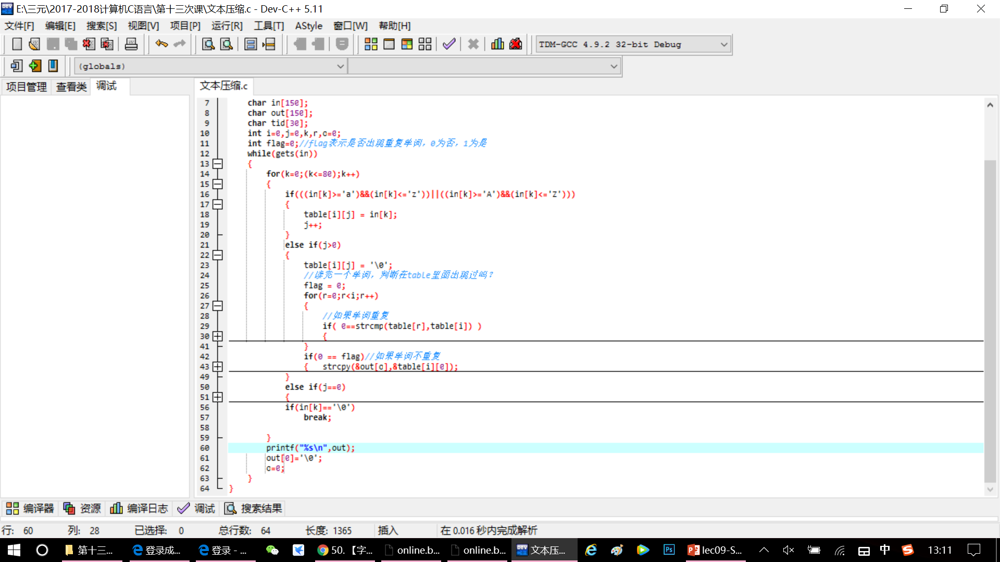 E:\三元\2017-2018计算机C语言\第十三次课\文本压缩.c - Dev-C++ 5.11
文件[F] 编辑[E] 搜索[S] 视图[V] 项目[P] 运行[R] 工具[T] AStyle 窗口[W] 帮助[H]
TDM-GCC 4.9.2 32-bit Debug
(globals)
项目管理 查看类 调试
文本压缩.c
7 char in[150];
8 char out[150];
9 char tid[30];
10 int i=0,j=0,k,r,o=0;
11 int flag=0;//flag表示是否出现重复单词，0为否，1为是
12 while(gets(in))
13 {
14 for(k=0;(k<=80);k++)
15 {
16 if(((in[k]>='a')&&(in[k]<='z'))||((in[k]>='A')&&(in[k]<='Z')))
17 {
18 table[i][j] = in[k];
19 j++;
20 }
21 else if(j>0)
22 {
23 table[i][j] = '\0';
24 //读完一个单词，判断在table里面出现过吗？
25 flag = 0;
26 for(r=0;r<i;r++)
27 {
28 //如果单词重复
29 if( 0==strcmp(table[r],table[i]) )
30 {
41 }
42 if(0 == flag)//如果单词不重复
43 { strcpy(&out[o],&table[i][0]);
49 }
50 else if(j==0)
51 {
56 if(in[k]=='\0')
57 break;
58
59 }
60 printf("%s\n",out);
61 out[0]='\0';
62 o=0;
63 }
64 }
编译器 资源 编译日志 调试 搜索结果
行: 60 列: 28 已选择: 0 总行数: 64 长度: 1365 插入 在 0.016 秒内完成解析
第十三... 登录成... 登录 - ... 50. 【字... online.b... online.b... DEV 文本压... Ps lec09-S... 中 13:11